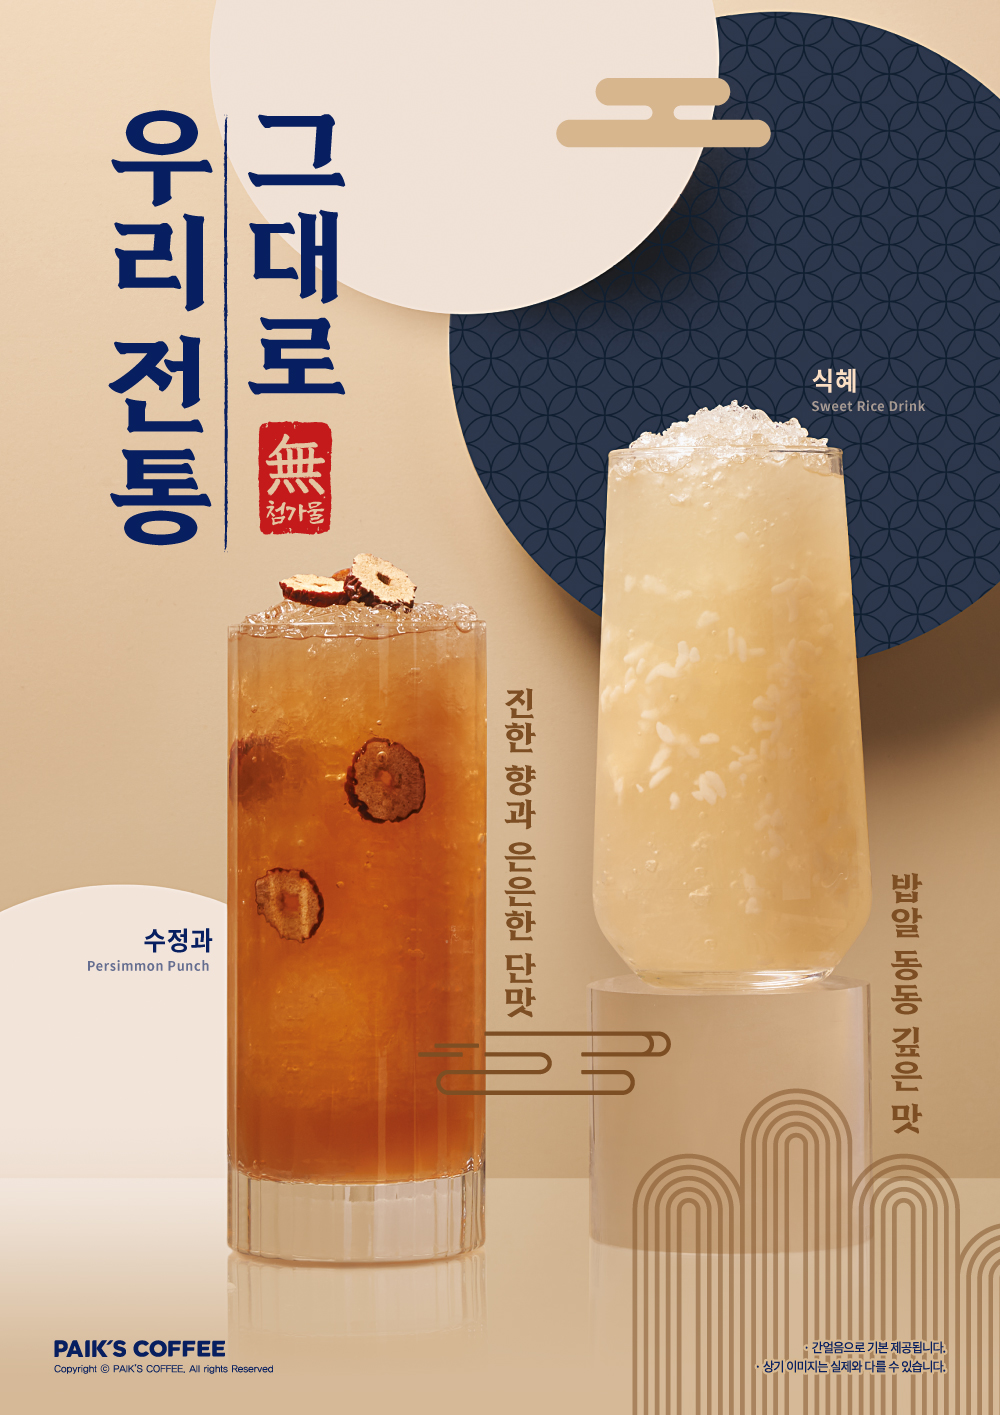 우리 전통
그대로
無
첨가물
식혜
Sweet Rice Drink
진한 향과 은은한 단맛
밥알 동동 깊은 맛
수정과
Persimmon Punch
PAIK'S COFFEE
Copyright © PAIK'S COFFEE, All rights Reserved
· 간얼음으로 기본 제공됩니다.
· 상기 이미지는 실제와 다를 수 있습니다.